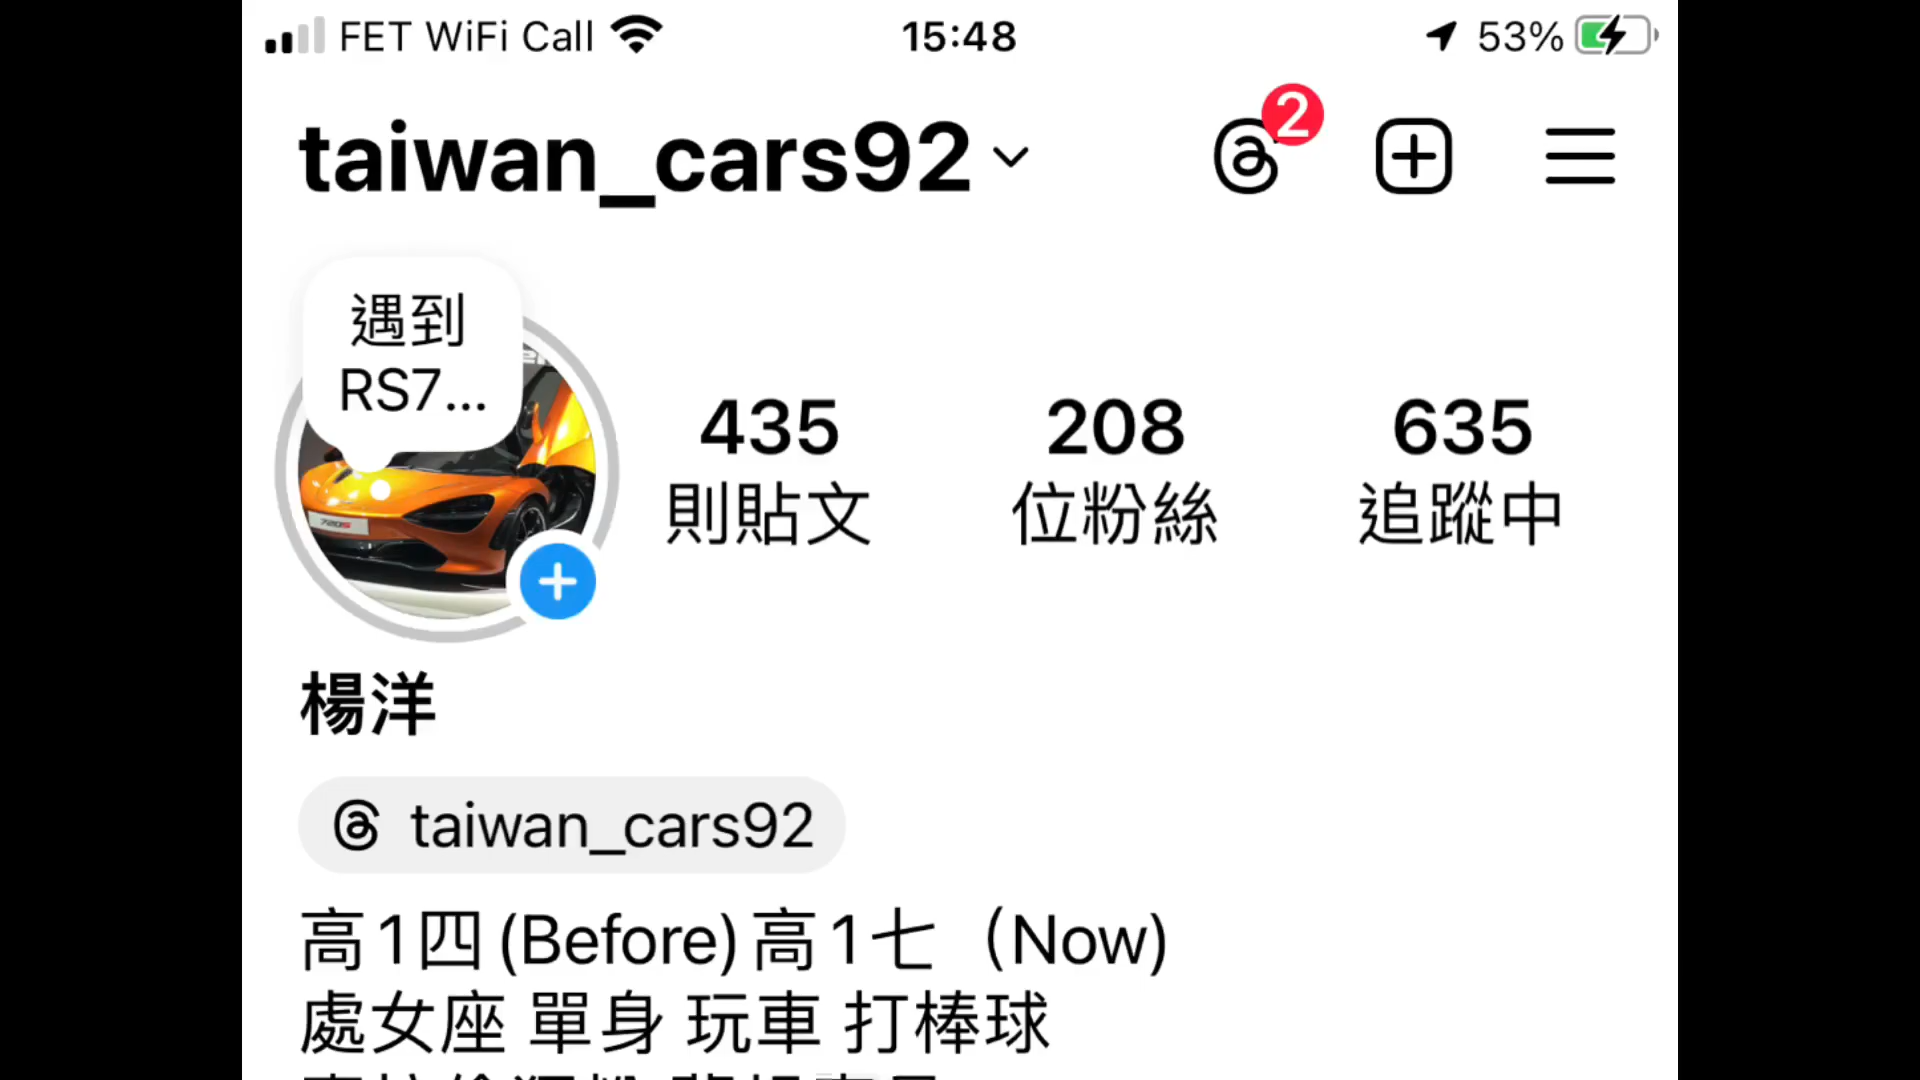 FET WiFi Call 15:48 53%
taiwan_cars92
2
遇到
RS7...
720S
435 208 635
則貼文 位粉絲 追蹤中
楊洋
taiwan_cars92
高1四(Before)高1七（Now)
處女座 單身 玩車 打棒球